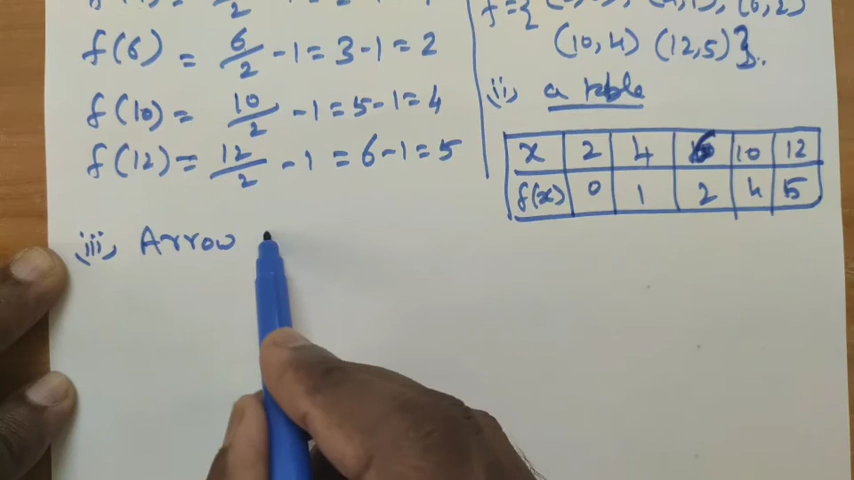 f(6) = 6/2 - 1 = 3 - 1 = 2
f(10) = 10/2 - 1 = 5 - 1 = 4
f(12) = 12/2 - 1 = 6 - 1 = 5
iii) Arrow
(10,4) (12,5)}.
ii) a table
x 2 4 6 10 12
f(x) 0 1 2 4 5